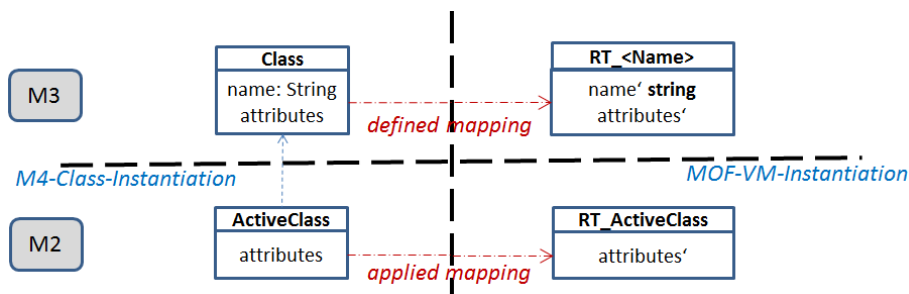 Class
RT_<Name>
M3
name: String
attributes
name‘ string
attributes‘
defined mapping
M4-Class-Instantiation
MOF-VM-Instantiation
ActiveClass
RT_ActiveClass
M2
attributes
attributes‘
applied mapping